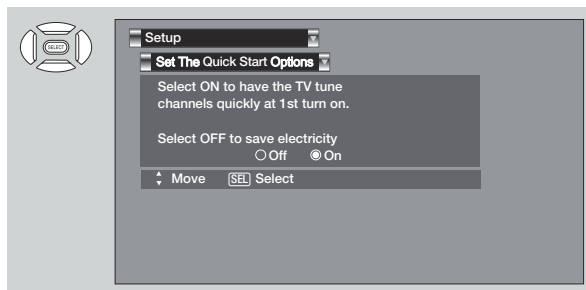 SELECT
Setup
Set The Quick Start Options
Select ON to have the TV tune
channels quickly at 1st turn on.
Select OFF to save electricity
Off On
Move SEL Select